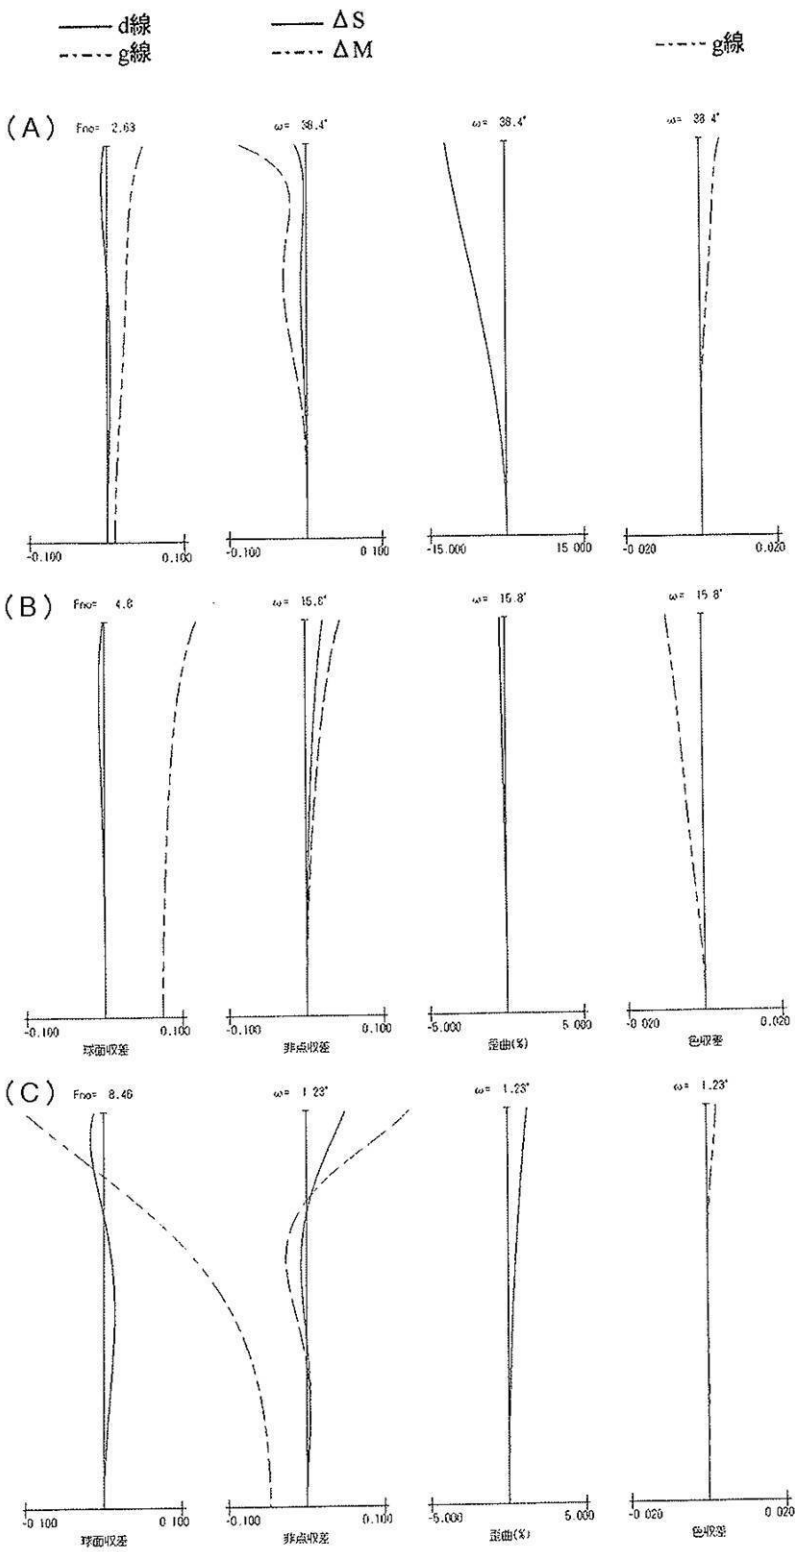 d線
g線
ΔS
ΔM
g線
(A)
Fno= 2.63
ω= 38.4°
ω= 38.4°
ω= 38 4°
-0.100 0.100
-0.100 0 100
-15.000 15 000
-0 020 0.020
(B)
Fno= 4.8
ω= 15.8°
ω= 15.8°
ω= 15 8°
-0.100 0.100
-0.100 0.100
-5.000 5 000
-0 020 0.020
球面収差
非点収差
歪曲(%)
色収差
(C)
Fno= 8.46
ω= 1 23°
ω= 1.23°
ω= 1.23°
-0 100 0 100
-0.100 0.100
-5.000 5.000
-0 020 0 020
球面収差
非点収差
歪曲(%)
色収差